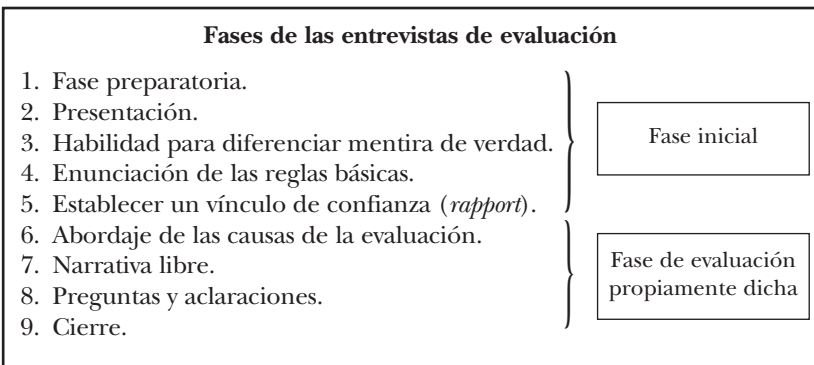 Fases de las entrevistas de evaluación
1. Fase preparatoria.
2. Presentación.
3. Habilidad para diferenciar mentira de verdad.
4. Enunciación de las reglas básicas.
5. Establecer un vínculo de confianza (rapport).
6. Abordaje de las causas de la evaluación.
7. Narrativa libre.
8. Preguntas y aclaraciones.
9. Cierre.
Fase inicial
Fase de evaluación
propiamente dicha